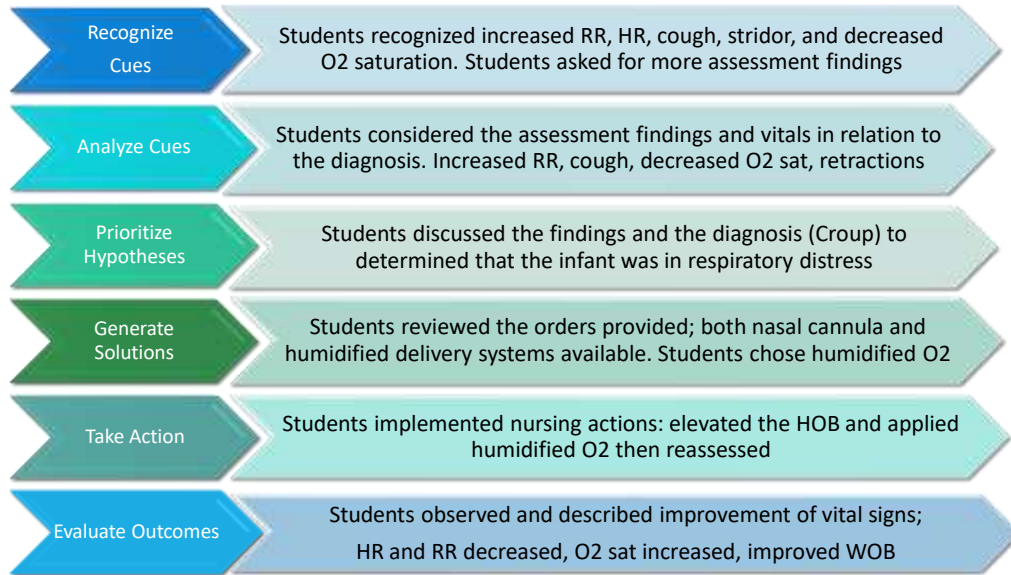 Recognize
Cues
Students recognized increased RR, HR, cough, stridor, and decreased
O2 saturation. Students asked for more assessment findings
Analyze Cues
Students considered the assessment findings and vitals in relation to
the diagnosis. Increased RR, cough, decreased O2 sat, retractions
Prioritize
Hypotheses
Students discussed the findings and the diagnosis (Croup) to
determined that the infant was in respiratory distress
Generate
Solutions
Students reviewed the orders provided; both nasal cannula and
humidified delivery systems available. Students chose humidified O2
Take Action
Students implemented nursing actions: elevated the HOB and applied
humidified O2 then reassessed
Evaluate Outcomes
Students observed and described improvement of vital signs;
HR and RR decreased, O2 sat increased, improved WOB